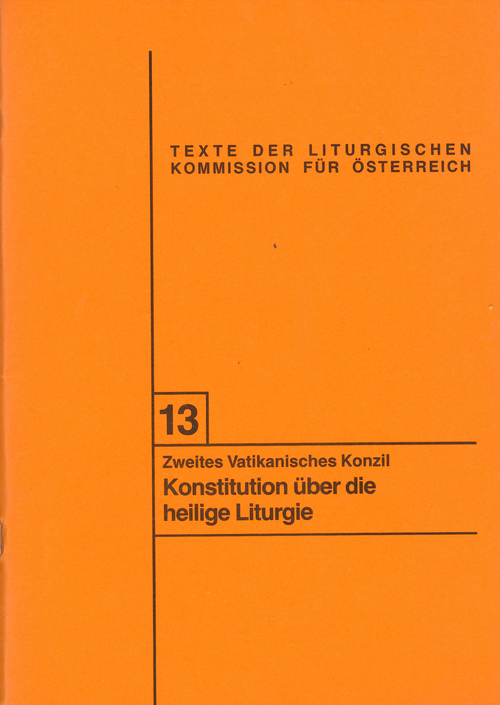 TEXTE DER LITURGISCHEN
KOMMISSION FÜR ÖSTERREICH
13
Zweites Vatikanisches Konzil
Konstitution über die
heilige Liturgie